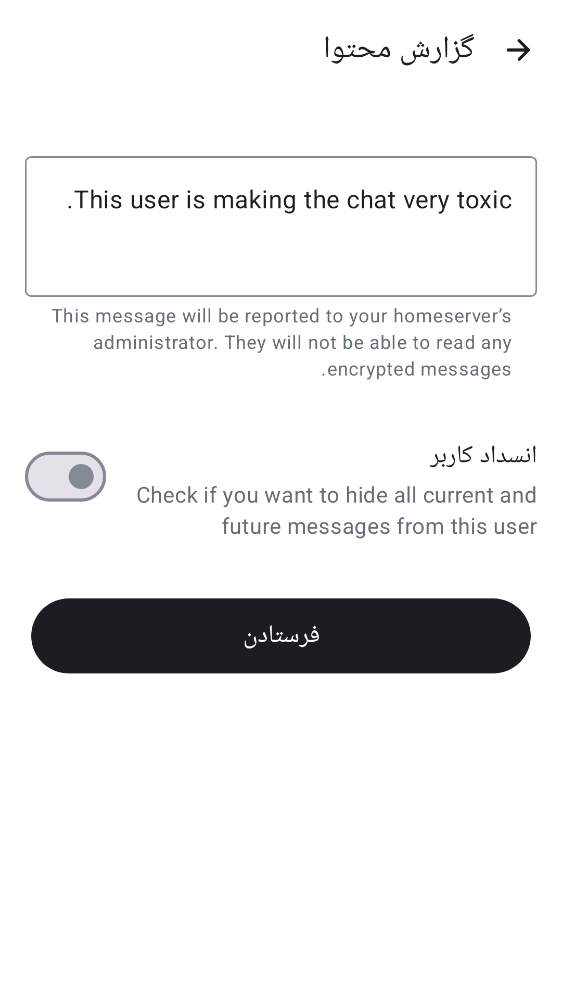 گزارش محتوا
This user is making the chat very toxic.
This message will be reported to your homeserver’s
administrator. They will not be able to read any
encrypted messages.
انسداد کاربر
Check if you want to hide all current and
future messages from this user
فرستادن